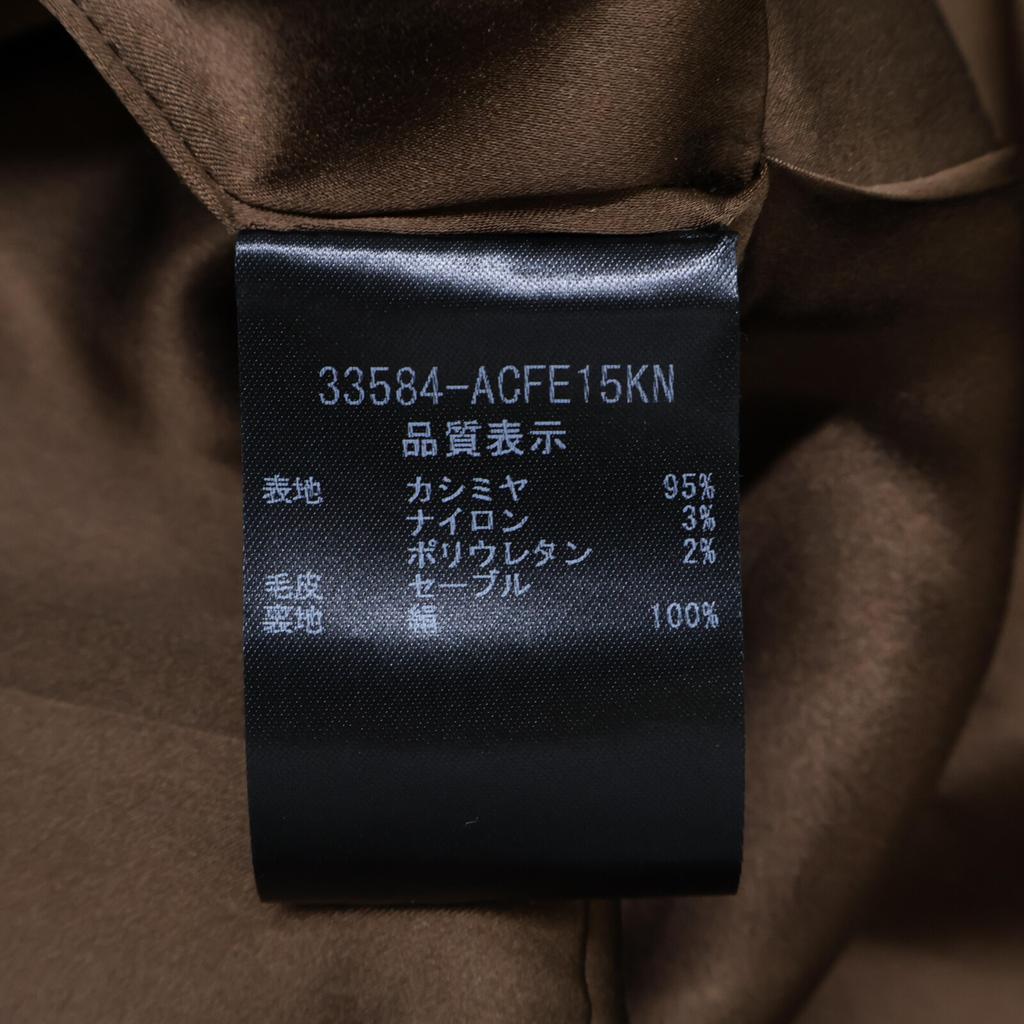 33584-ACFE15KN
品質表示
表地 カシミヤ 95%
ナイロン 3%
ポリウレタン 2%
毛皮 セーブル
裏地 絹 100%